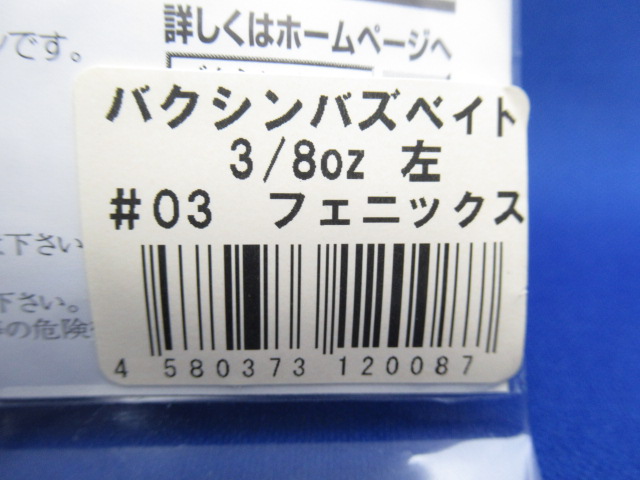 詳しくはホームページへ
ンです。
バクシンバズベイト
3/8oz 左
#03 フェニックス
下さい
下さい。
の危険
4 580373 120087